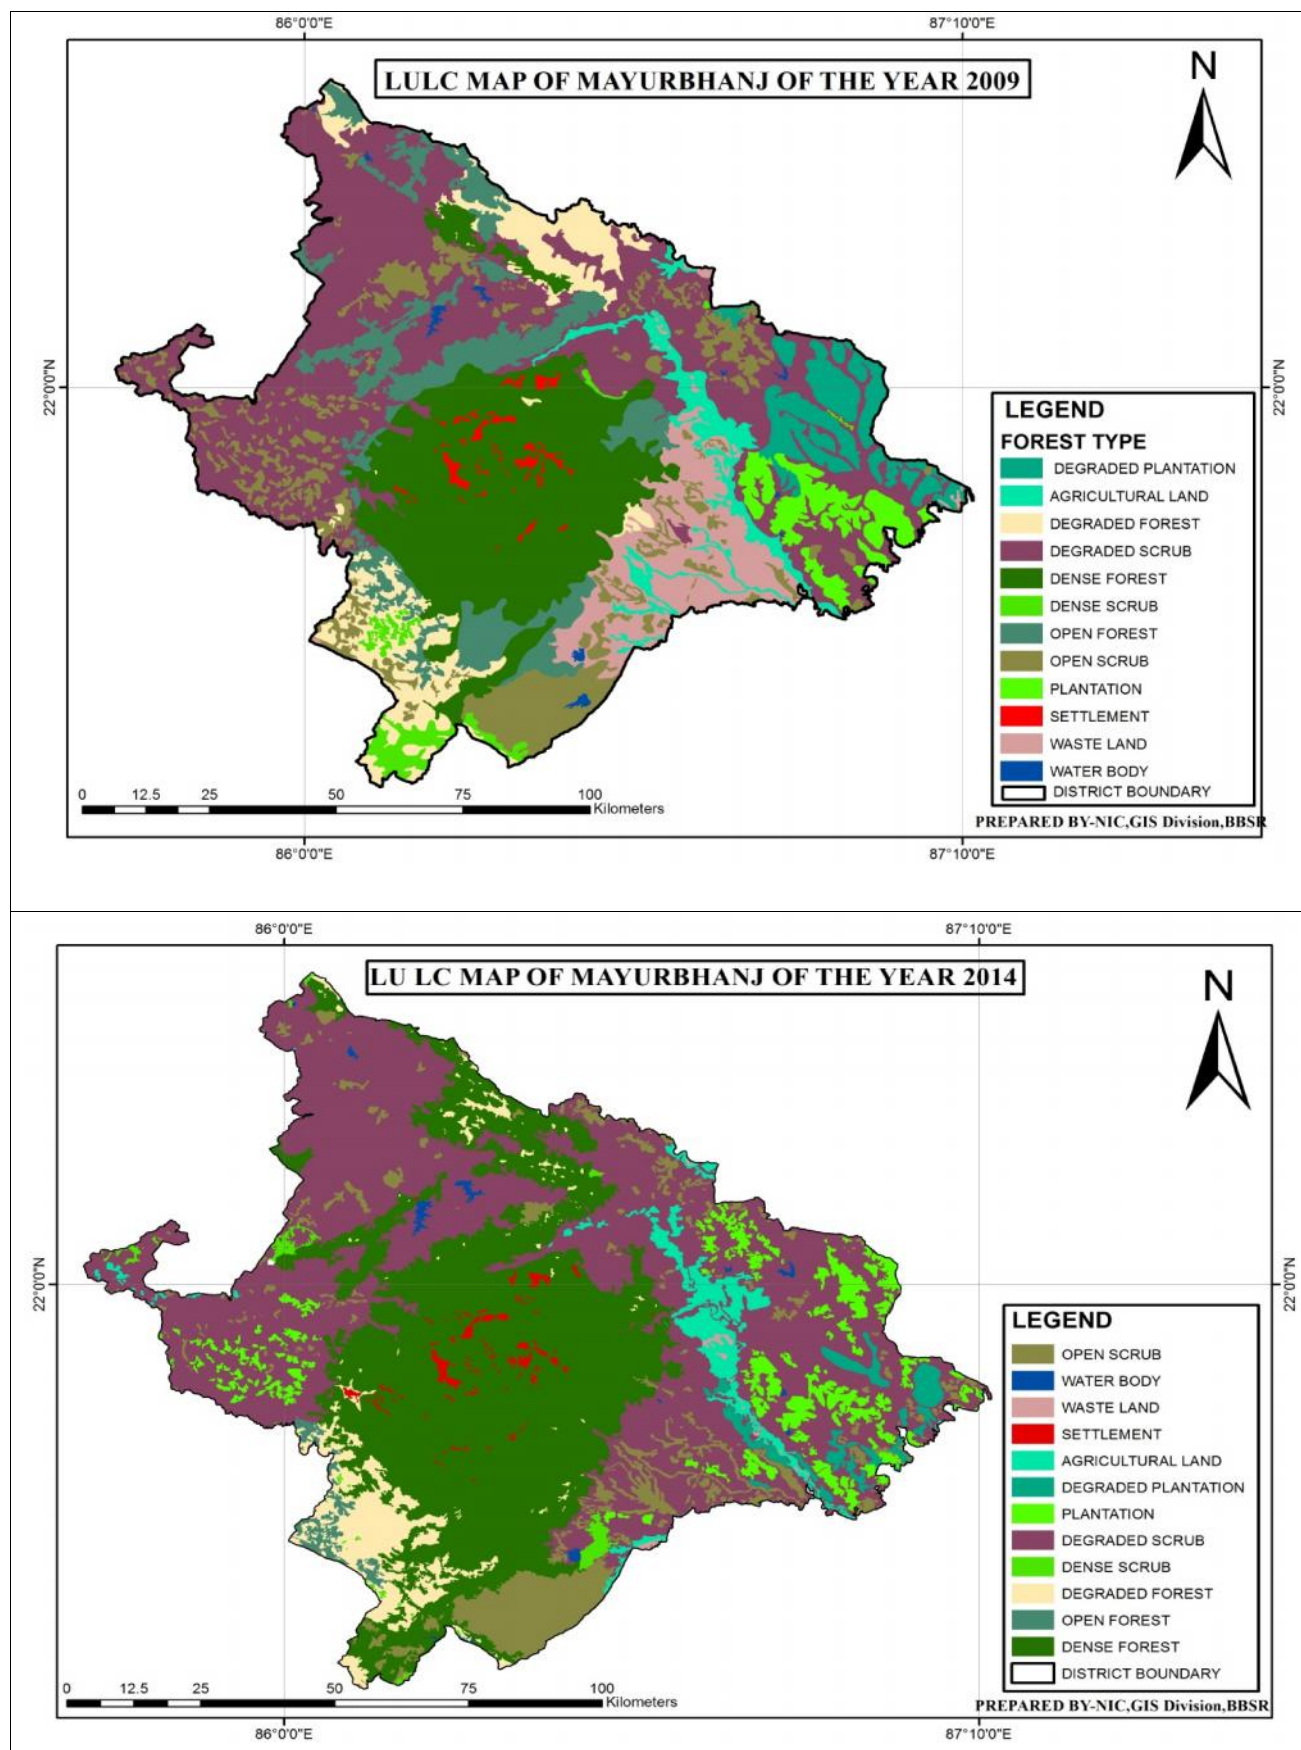 86°0'0"E 87°10'0"E
LULC MAP OF MAYURBHANJ OF THE YEAR 2009
N
22°0'0"N 22°0'0"N
LEGEND
FOREST TYPE
DEGRADED PLANTATION
AGRICULTURAL LAND
DEGRADED FOREST
DEGRADED SCRUB
DENSE FOREST
DENSE SCRUB
OPEN FOREST
OPEN SCRUB
PLANTATION
SETTLEMENT
WASTE LAND
WATER BODY
DISTRICT BOUNDARY
0 12.5 25 50 75 100
Kilometers
PREPARED BY-NIC,GIS Division,BBSR
86°0'0"E 87°10'0"E
86°0'0"E 87°10'0"E
LU LC MAP OF MAYURBHANJ OF THE YEAR 2014
N
22°0'0"N 22°0'0"N
LEGEND
OPEN SCRUB
WATER BODY
WASTE LAND
SETTLEMENT
AGRICULTURAL LAND
DEGRADED PLANTATION
PLANTATION
DEGRADED SCRUB
DENSE SCRUB
DEGRADED FOREST
OPEN FOREST
DENSE FOREST
DISTRICT BOUNDARY
0 12.5 25 50 75 100
Kilometers
PREPARED BY-NIC,GIS Division,BBSR
86°0'0"E 87°10'0"E